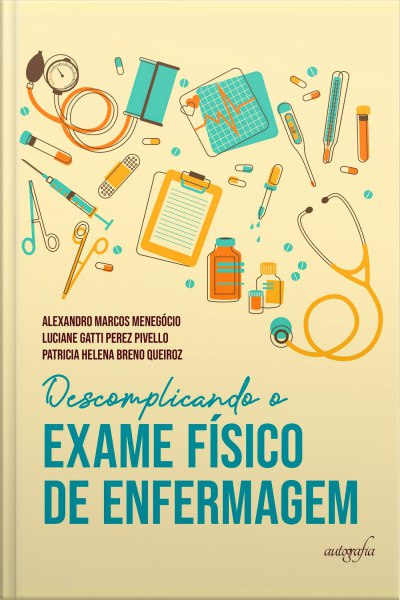 ALEXANDRO MARCOS MENEGÓCIO
LUCIANE GATTI PEREZ PIVELLO
PATRICIA HELENA BRENO QUEIROZ
Descomplicando o
EXAME FÍSICO
DE ENFERMAGEM
autografia